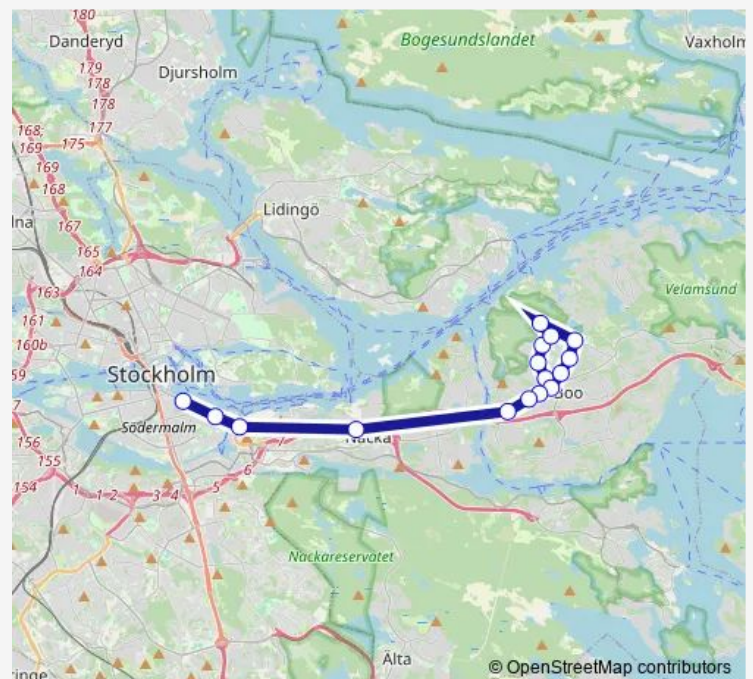 180
Danderyd
Bogesundslandet
Vaxholm
179
Djursholm
178
178
177
168;
169
175
169
168
Lidingö
lna
167
165
164
Velamsund
163
161
160b
59
Stockholm
7
Boo
Södermalm
156
Nacka
155
6
154
1
1-2
3
4
5
Nackareservatet
Älta
inge
© OpenStreetMap contributors